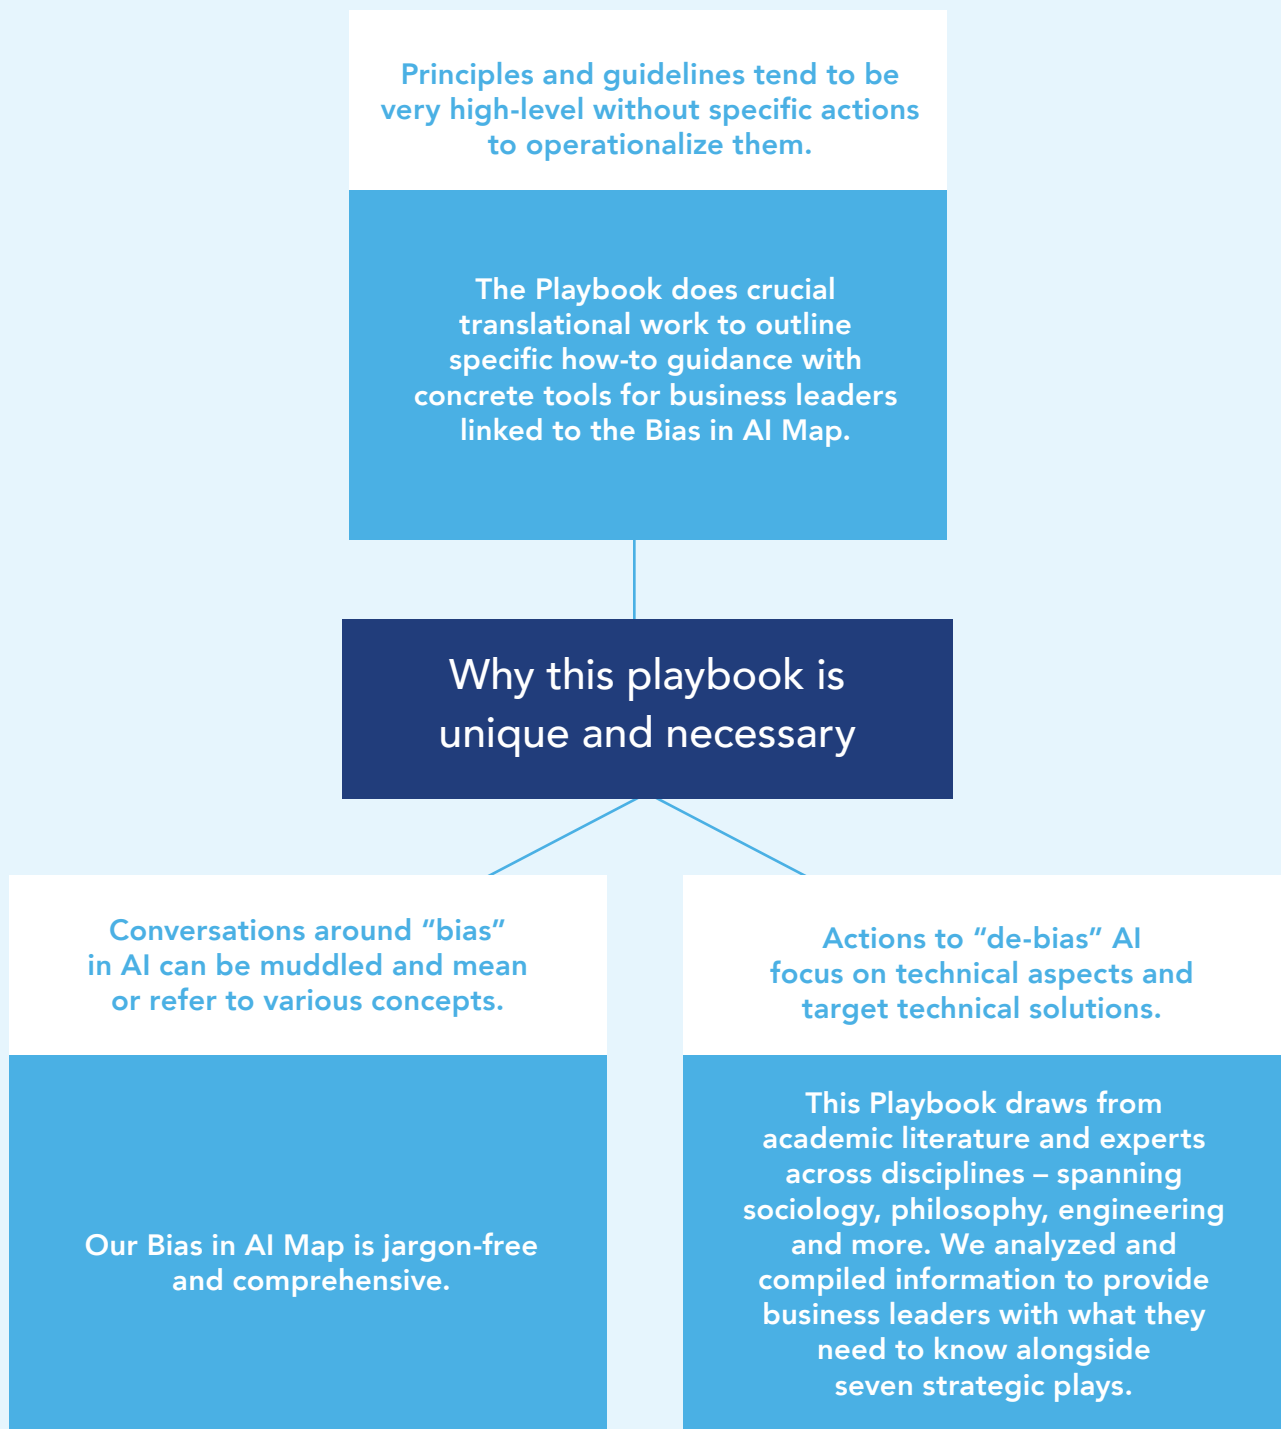 Principles and guidelines tend to be
very high-level without specific actions
to operationalize them.
The Playbook does crucial
translational work to outline
specific how-to guidance with
concrete tools for business leaders
linked to the Bias in AI Map.
Why this playbook is
unique and necessary
Conversations around “bias”
in AI can be muddled and mean
or refer to various concepts.
Our Bias in AI Map is jargon-free
and comprehensive.
Actions to “de-bias” AI
focus on technical aspects and
target technical solutions.
This Playbook draws from
academic literature and experts
across disciplines – spanning
sociology, philosophy, engineering
and more. We analyzed and
compiled information to provide
business leaders with what they
need to know alongside
seven strategic plays.